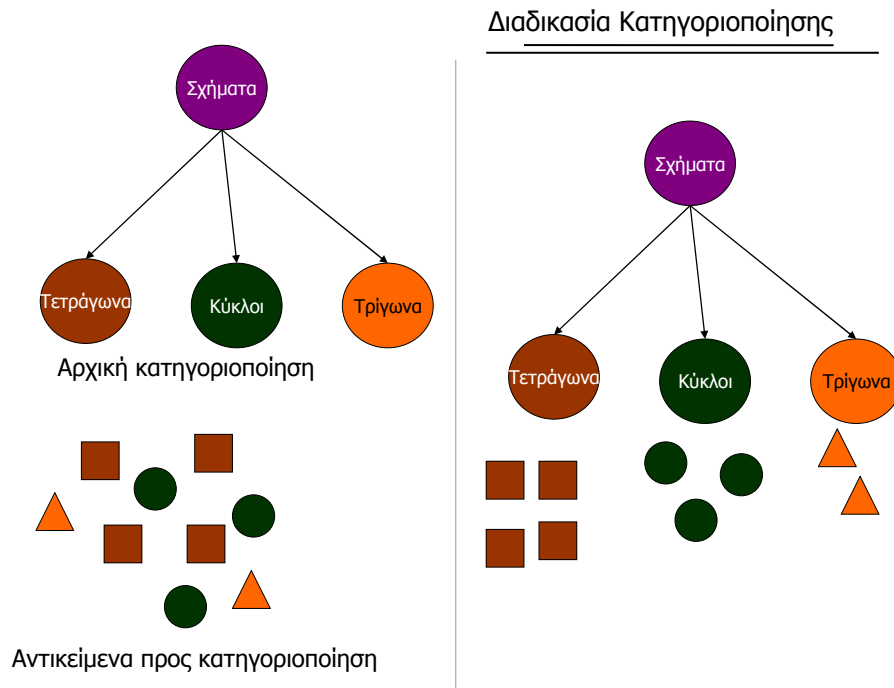 Διαδικασία Κατηγοριοποίησης
Σχήματα
Τετράγωνα
Κύκλοι
Τρίγωνα
Αρχική κατηγοριοποίηση
Αντικείμενα προς κατηγοριοποίηση
Σχήματα
Τετράγωνα
Κύκλοι
Τρίγωνα